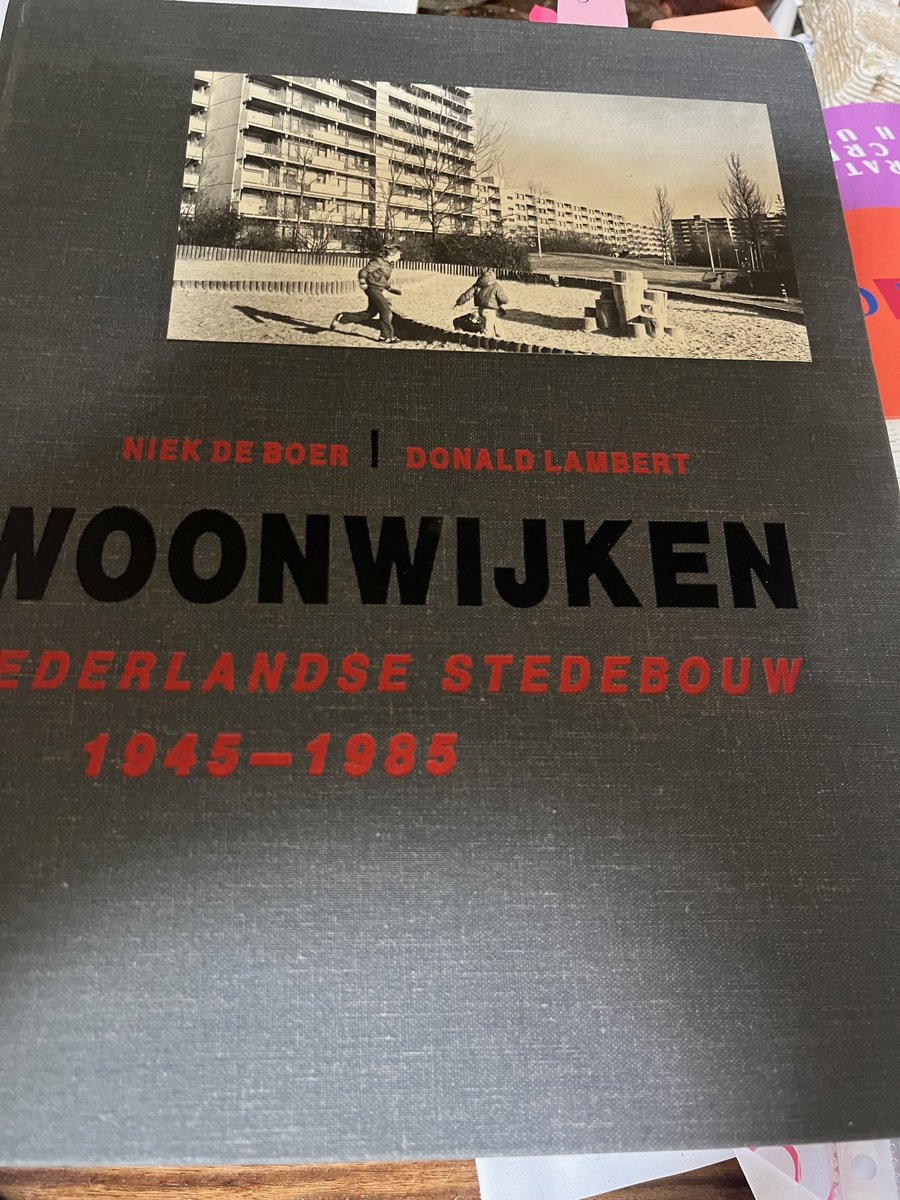 NIEK DE BOER | DONALD LAMBERT
WOONWIJKEN
EDERLANDSE STEDEBOUW
1945–1985